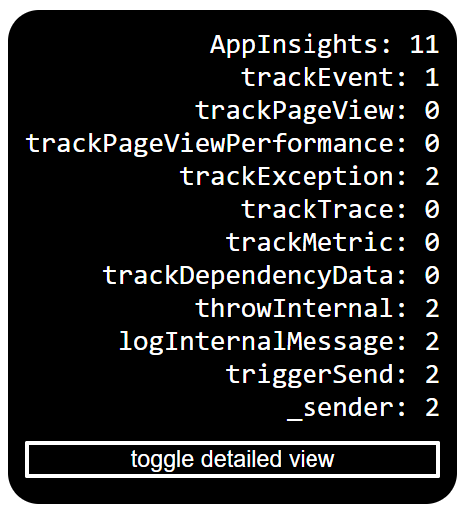 AppInsights: 11
trackEvent: 1
trackPageView: 0
trackPageViewPerformance: 0
trackException: 2
trackTrace: 0
trackMetric: 0
trackDependencyData: 0
throwInternal: 2
logInternalMessage: 2
triggerSend: 2
_sender: 2
toggle detailed view